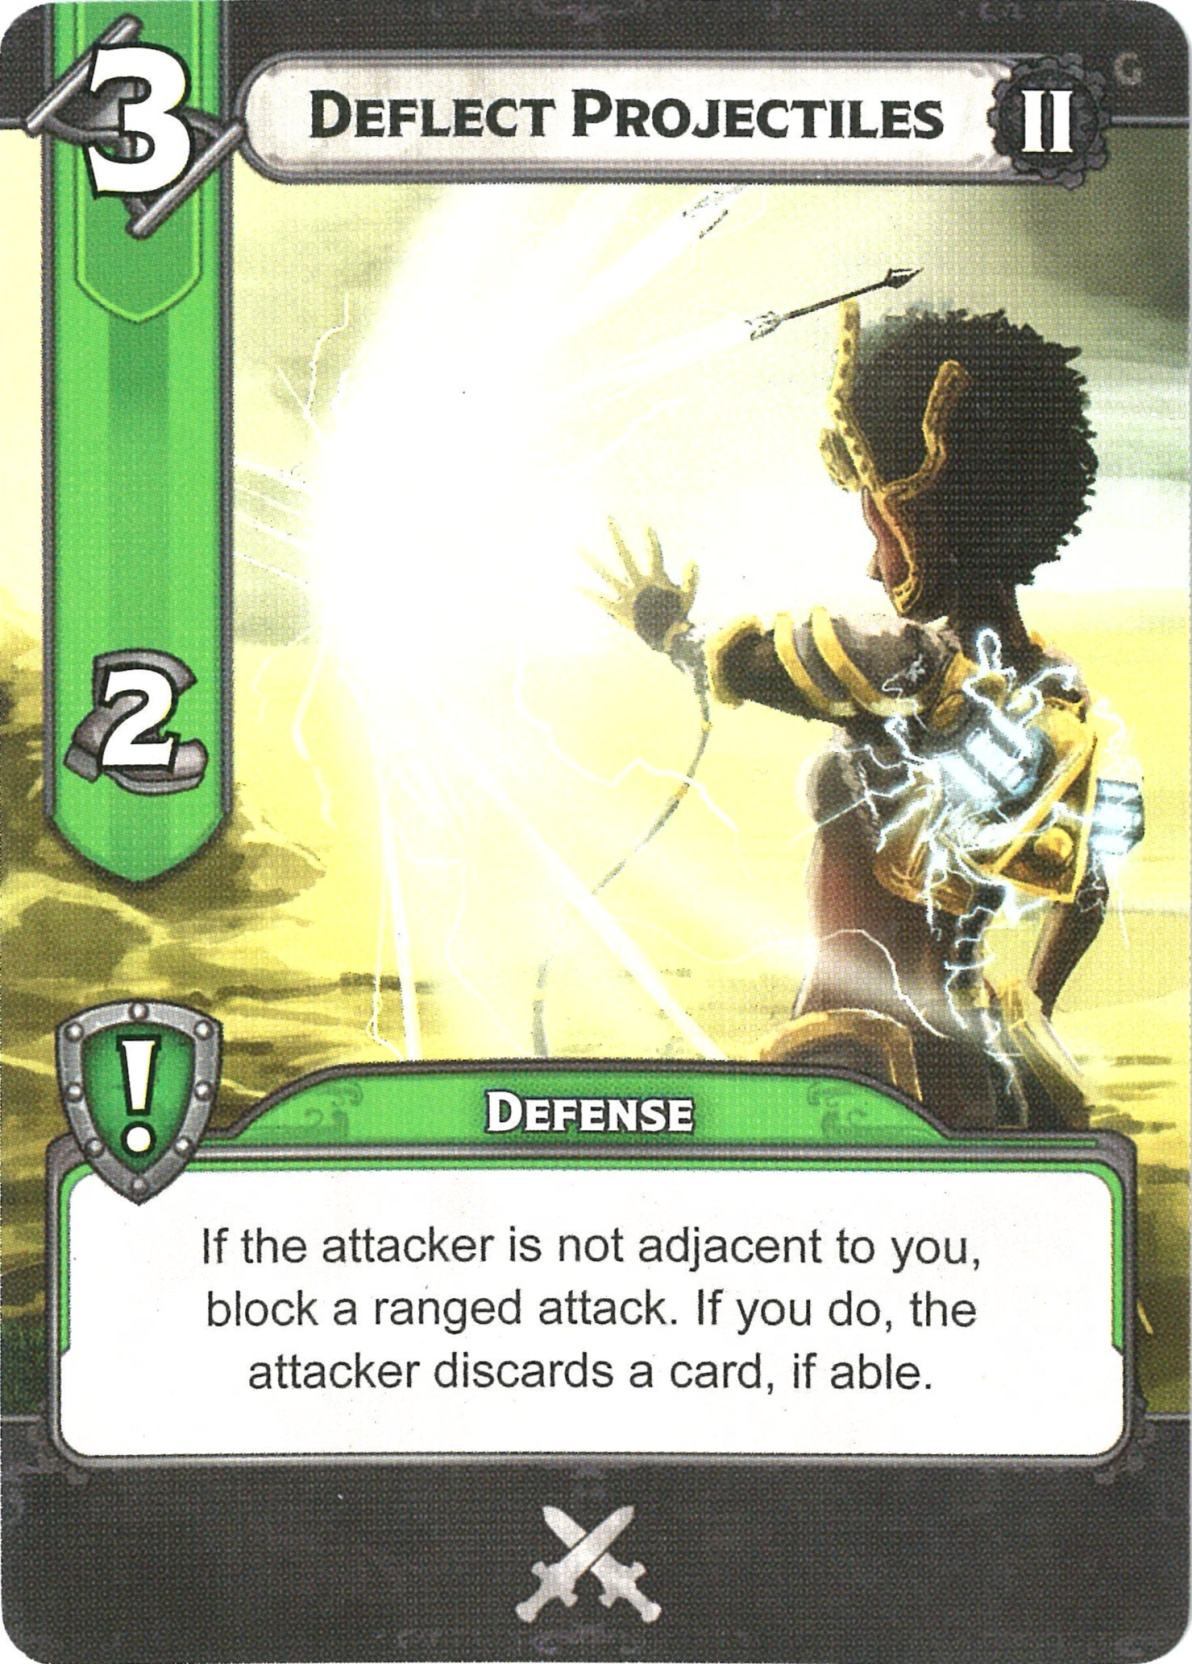 3
DEFLECT PROJECTILES
II
G
2
!
DEFENSE
If the attacker is not adjacent to you,
block a ranged attack. If you do, the
attacker discards a card, if able.